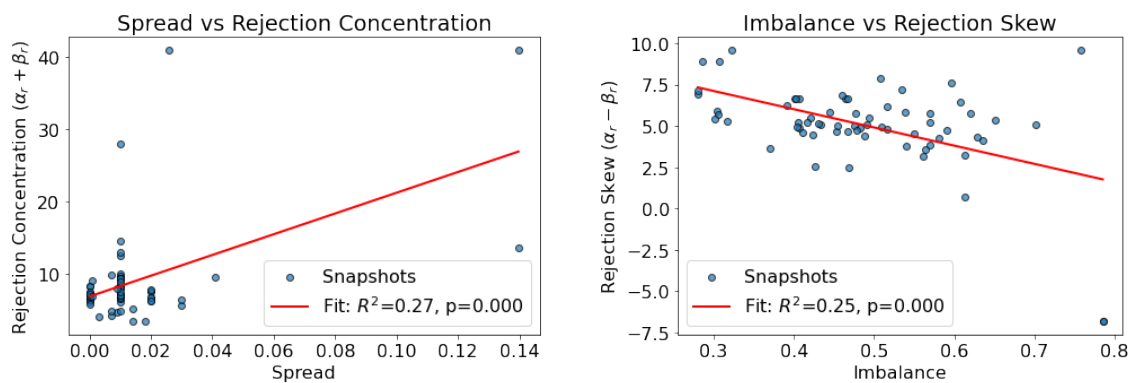 Spread vs Rejection Concentration
Rejection Concentration (αr + βr)
40
30
20
10
0.00 0.02 0.04 0.06 0.08 0.10 0.12 0.14
Spread
Snapshots
Fit: R²=0.27, p=0.000
Imbalance vs Rejection Skew
Rejection Skew (αr − βr)
10.0
7.5
5.0
2.5
0.0
−2.5
−5.0
−7.5
0.3 0.4 0.5 0.6 0.7 0.8
Imbalance
Snapshots
Fit: R²=0.25, p=0.000